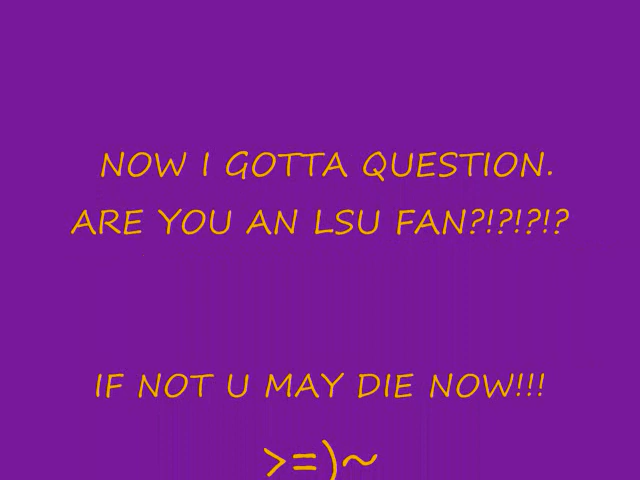 NOW I GOTTA QUESTION.
ARE YOU AN LSU FAN?!?!?!?
IF NOT U MAY DIE NOW!!!
>=)~